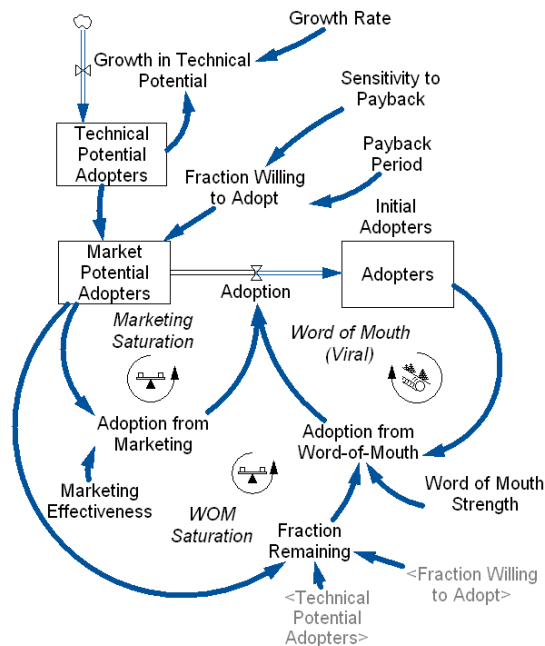 Growth Rate
Growth in Technical
Potential
Sensitivity to
Payback
Technical
Potential
Adopters
Payback
Period
Fraction Willing
to Adopt
Initial
Adopters
Market
Potential
Adopters
Adopters
Adoption
Marketing
Saturation
Word of Mouth
(Viral)
Adoption from
Marketing
Adoption from
Word-of-Mouth
Marketing
Effectiveness
WOM
Saturation
Word of Mouth
Strength
Fraction
Remaining
<Fraction Willing
to Adopt>
<Technical
Potential
Adopters>